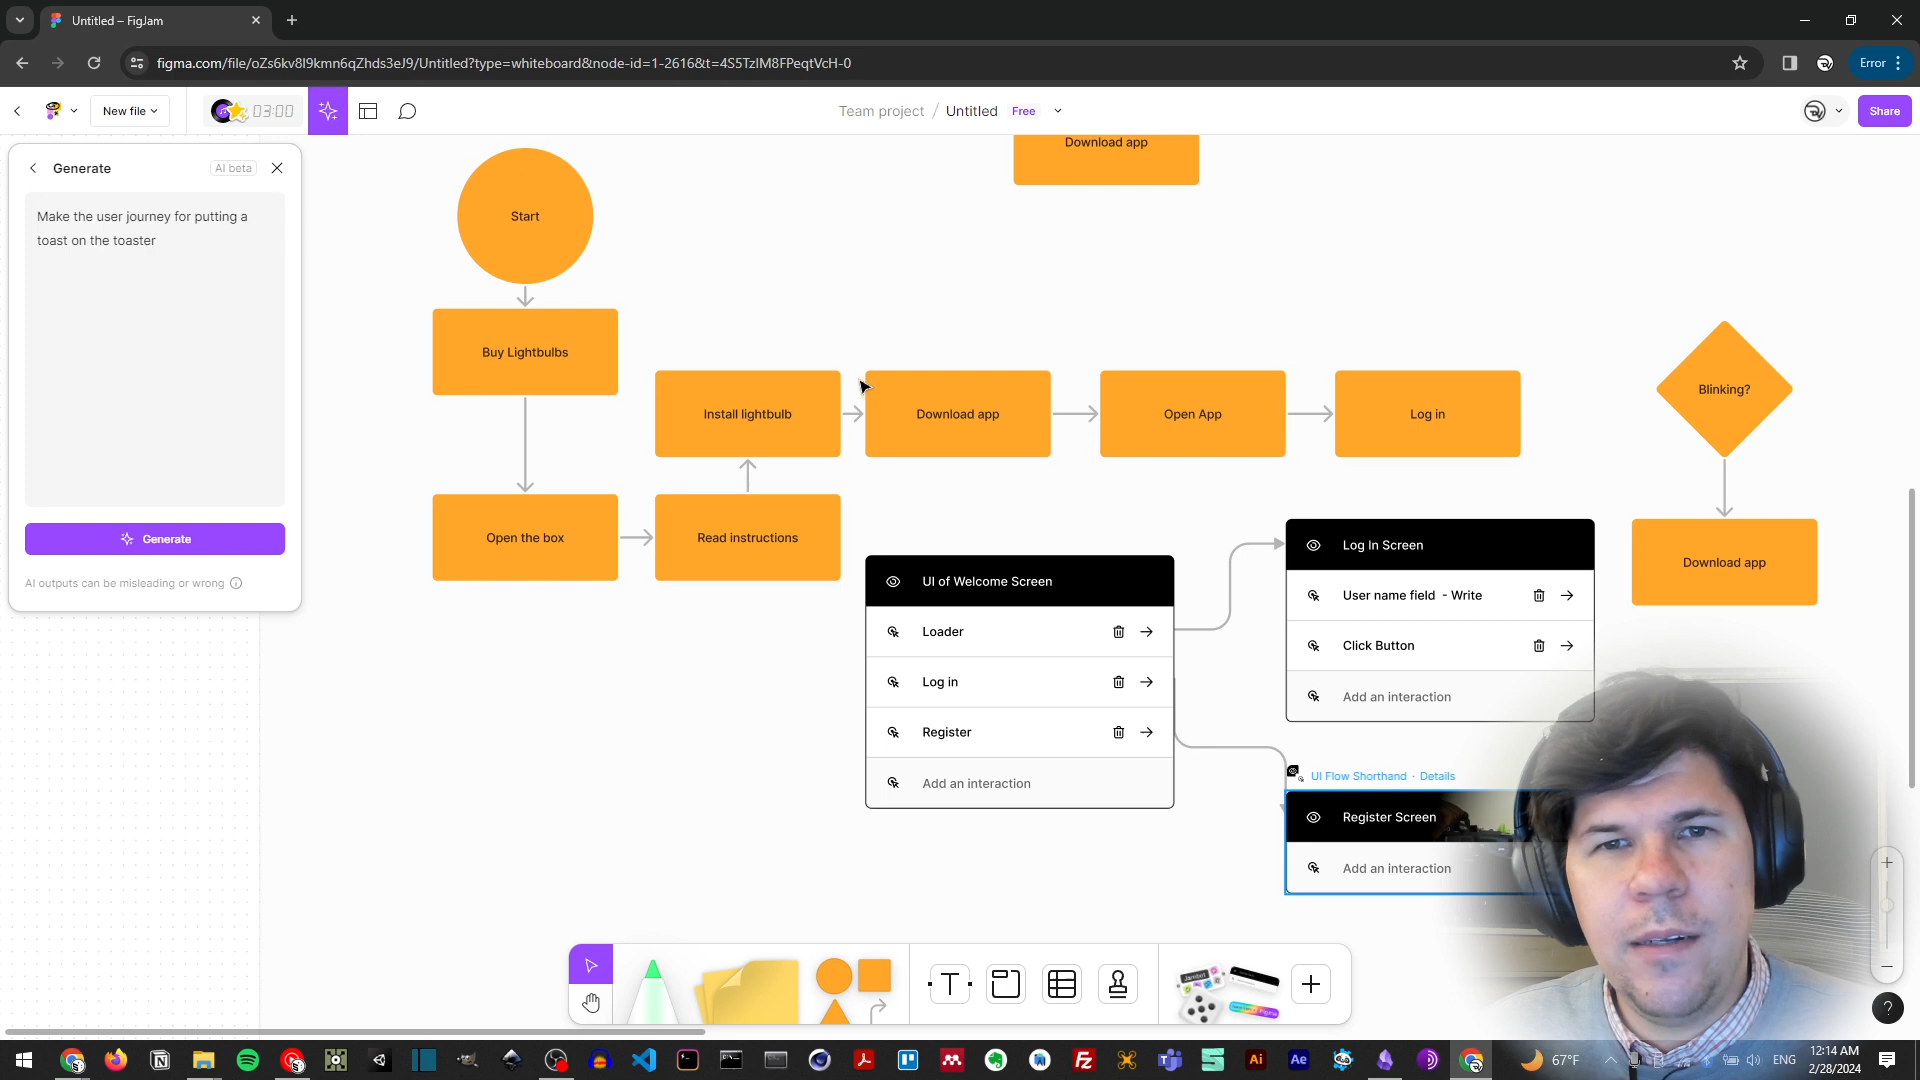 Untitled – FigJam
figma.com/file/oZs6kv8l9kmn6qZhds3eJ9/Untitled?type=whiteboard&node-id=1-2616&t=4S5TzIM8FPeqtVcH-0
Error
New file
03:00
Team project / Untitled Free
Share
Generate
AI beta
Make the user journey for putting a
toast on the toaster
Generate
AI outputs can be misleading or wrong
Download app
Start
Buy Lightbulbs
Install lightbulb
Download app
Open App
Log in
Blinking?
Open the box
Read instructions
Download app
UI of Welcome Screen
Loader
Log in
Register
Add an interaction
Log In Screen
User name field - Write
Click Button
Add an interaction
UI Flow Shorthand · Details
Register Screen
Add an interaction
T
?
67°F
ENG
12:14 AM
2/28/2024